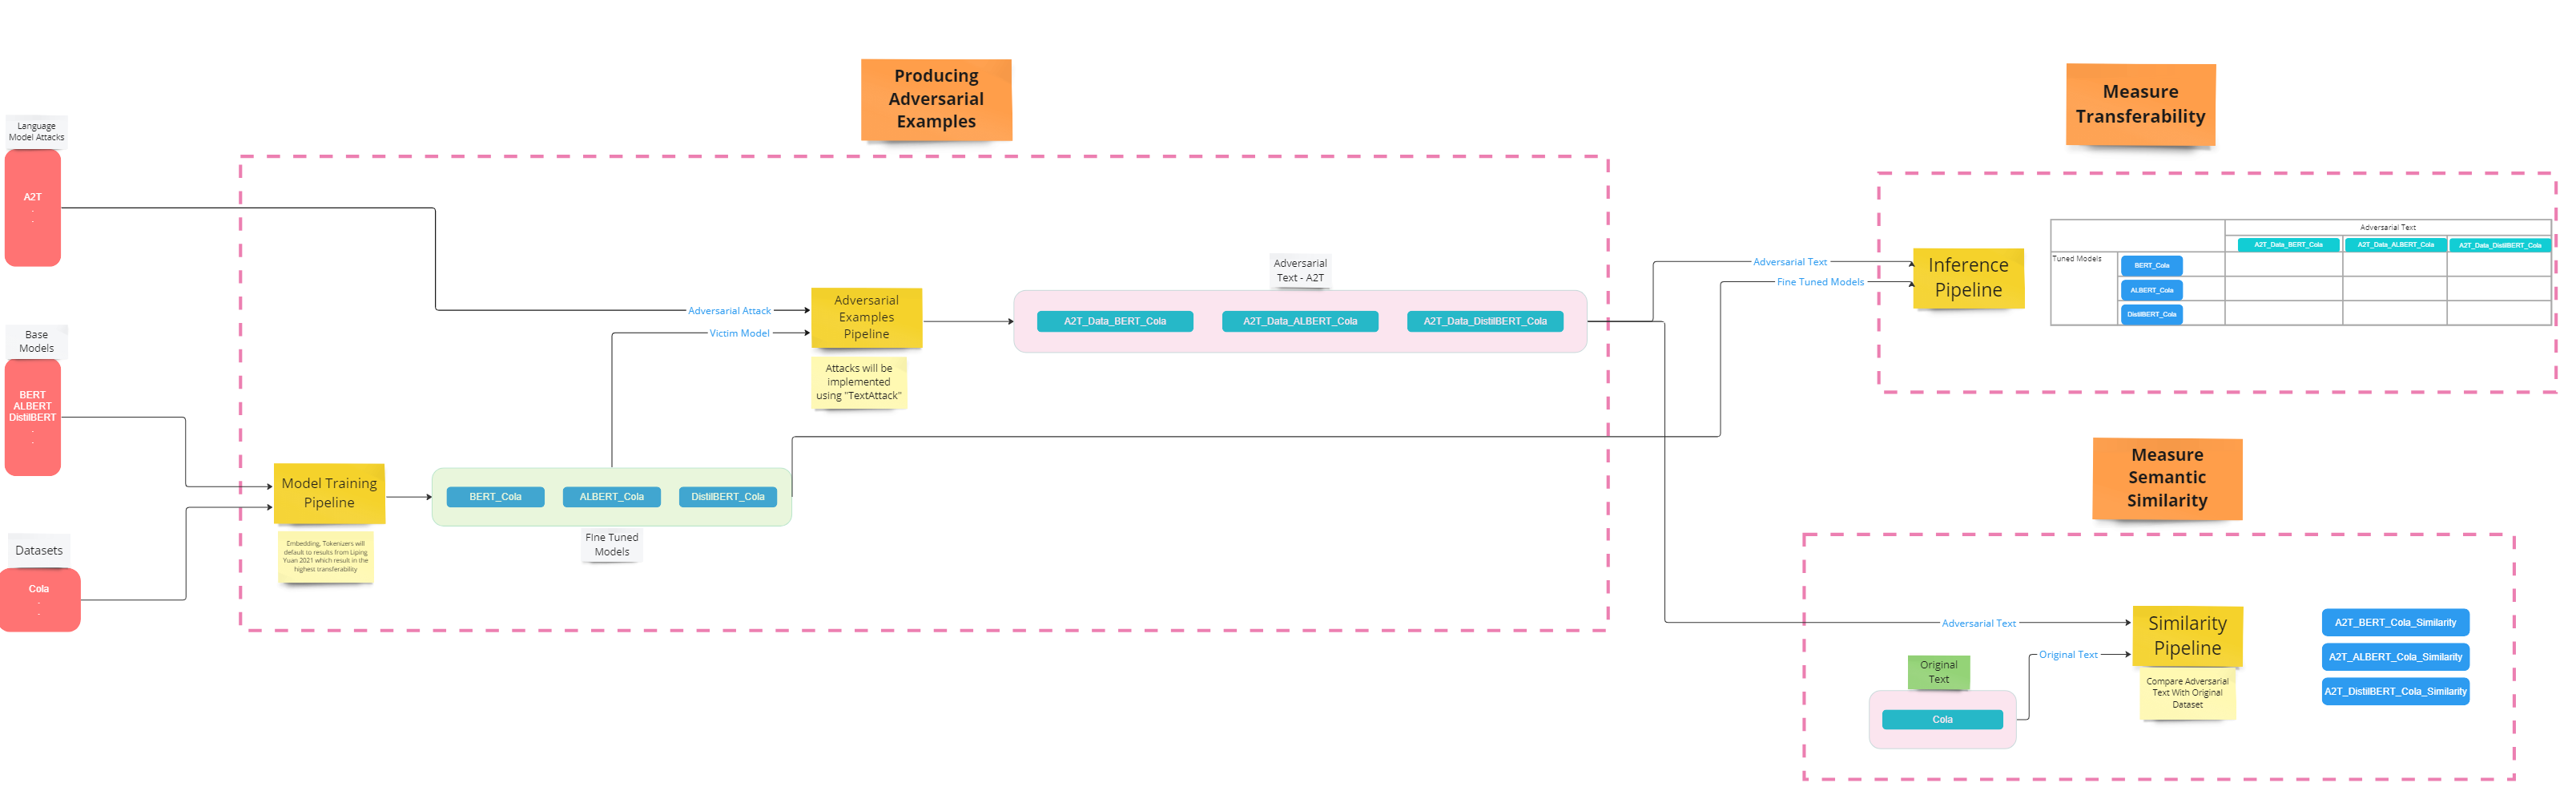 Producing
Adversarial
Examples
Measure
Transferability
Language
Model Attacks
A2T
.
.
Base
Models
BERT
ALBERT
DistilBERT
.
.
Datasets
Cola
.
.
Model Training
Pipeline
Embedding, Tokenizers will
default to results from Liping
Yuan 2021 which result in the
highest transferability
BERT_Cola
ALBERT_Cola
DistilBERT_Cola
Fine Tuned
Models
Adversarial Attack
Victim Model
Adversarial
Examples
Pipeline
Attacks will be
implemented
using "TextAttack"
Adversarial
Text - A2T
A2T_Data_BERT_Cola
A2T_Data_ALBERT_Cola
A2T_Data_DistilBERT_Cola
Adversarial Text
Fine Tuned Models
Inference
Pipeline
Adversarial Text
A2T_Data_BERT_Cola
A2T_Data_ALBERT_Cola
A2T_Data_DistilBERT_Cola
Tuned Models
BERT_Cola
ALBERT_Cola
DistilBERT_Cola
Measure
Semantic
Similarity
Adversarial Text
Original Text
Original
Text
Cola
Similarity
Pipeline
Compare Adversarial
Text With Original
Dataset
A2T_BERT_Cola_Similarity
A2T_ALBERT_Cola_Similarity
A2T_DistilBERT_Cola_Similarity